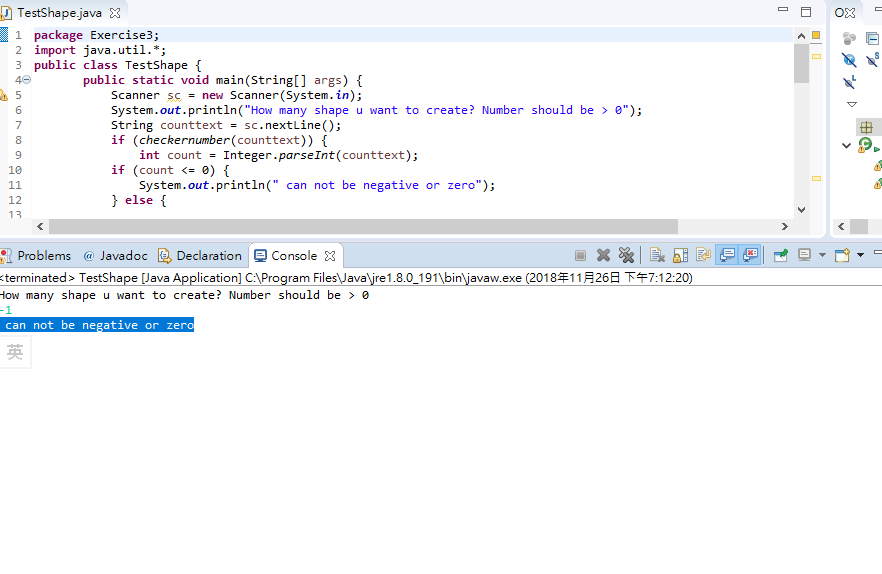 TestShape.java
1 package Exercise3;
2 import java.util.*;
3 public class TestShape {
4 public static void main(String[] args) {
5 Scanner sc = new Scanner(System.in);
6 System.out.println("How many shape u want to create? Number should be > 0");
7 String counttext = sc.nextLine();
8 if (checkernumber(counttext)) {
9 int count = Integer.parseInt(counttext);
10 if (count <= 0) {
11 System.out.println(" can not be negative or zero");
12 } else {
13
Problems @ Javadoc Declaration Console
<terminated> TestShape [Java Application] C:\Program Files\Java\jre1.8.0_191\bin\javaw.exe (2018年11月26日 下午7:12:20)
How many shape u want to create? Number should be > 0
-1
can not be negative or zero
英